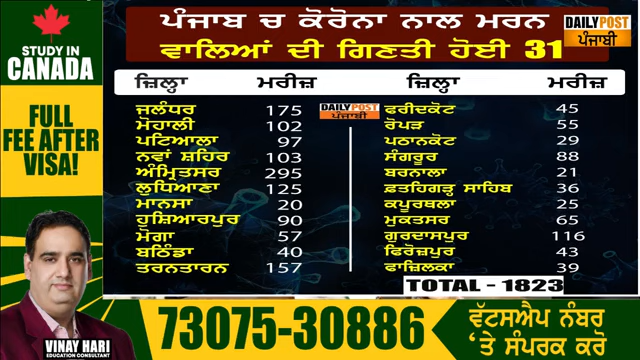 ਪੰਜਾਬ ਚ ਕੋਰੋਨਾ ਨਾਲ ਮਰਨ
ਵਾਲਿਆਂ ਦੀ ਗਿਣਤੀ ਹੋਈ 31
DAILYPOST
ਪੰਜਾਬੀ
STUDY IN
CANADA
FULL
FEE AFTER
VISA!
ਜ਼ਿਲ੍ਹਾ ਮਰੀਜ਼ ਜ਼ਿਲ੍ਹਾ ਮਰੀਜ਼
ਜਲੰਧਰ 175 ਫਰੀਦਕੋਟ 45
ਮੋਹਾਲੀ 102 ਰੋਪੜ 55
ਪਟਿਆਲਾ 97 ਪਠਾਨਕੋਟ 29
ਨਵਾਂ ਸ਼ਹਿਰ 103 ਸੰਗਰੂਰ 88
ਅੰਮ੍ਰਿਤਸਰ 295 ਬਰਨਾਲਾ 21
ਲੁਧਿਆਣਾ 125 ਫ਼ਤਹਿਗੜ੍ਹ ਸਾਹਿਬ 36
ਮਾਨਸਾ 20 ਕਪੂਰਥਲਾ 25
ਹੁਸ਼ਿਆਰਪੁਰ 90 ਮੁਕਤਸਰ 65
ਮੋਗਾ 57 ਗੁਰਦਾਸਪੁਰ 116
ਬਠਿੰਡਾ 40 ਫਿਰੋਜ਼ਪੁਰ 43
ਤਰਨਤਾਰਨ 157 ਫਾਜ਼ਿਲਕਾ 39
DAILYPOST
ਪੰਜਾਬੀ
TOTAL - 1823
VINAY HARI
EDUCATION CONSULTANT
73075-30886
ਵੱਟਸਐਪ ਨੰਬਰ
'ਤੇ ਸੰਪਰਕ ਕਰੋ